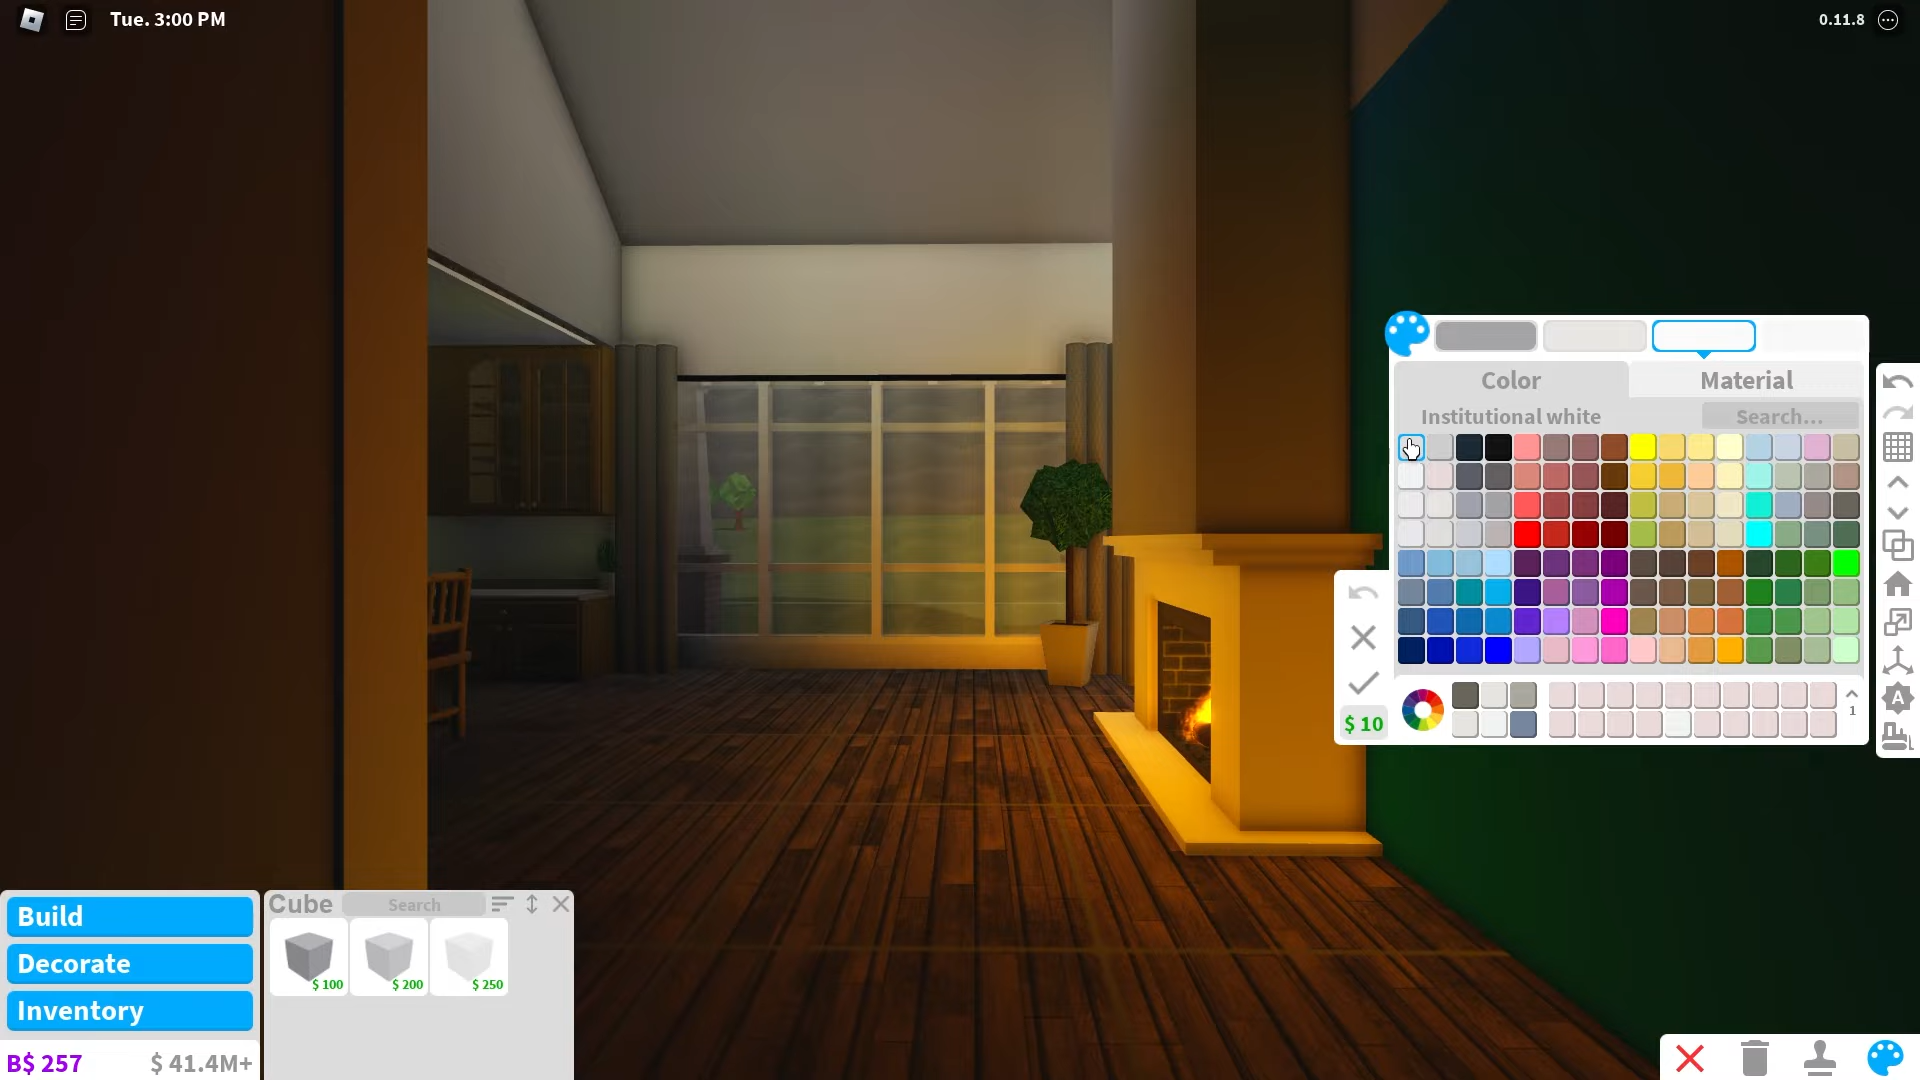 Tue. 3:00 PM
0.11.8
Color
Material
Institutional white
Search...
$ 10
1
A
Build
Decorate
Inventory
B$ 257
$ 41.4M+
Cube
Search
$ 100
$ 200
$ 250